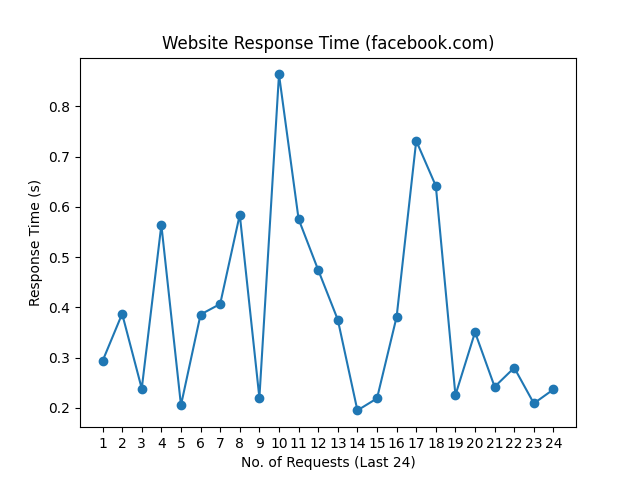 Website Response Time (facebook.com)
0.8
0.7
0.6
0.5
0.4
0.3
0.2
Response Time (s)
1 2 3 4 5 6 7 8 9 10 11 12 13 14 15 16 17 18 19 20 21 22 23 24
No. of Requests (Last 24)